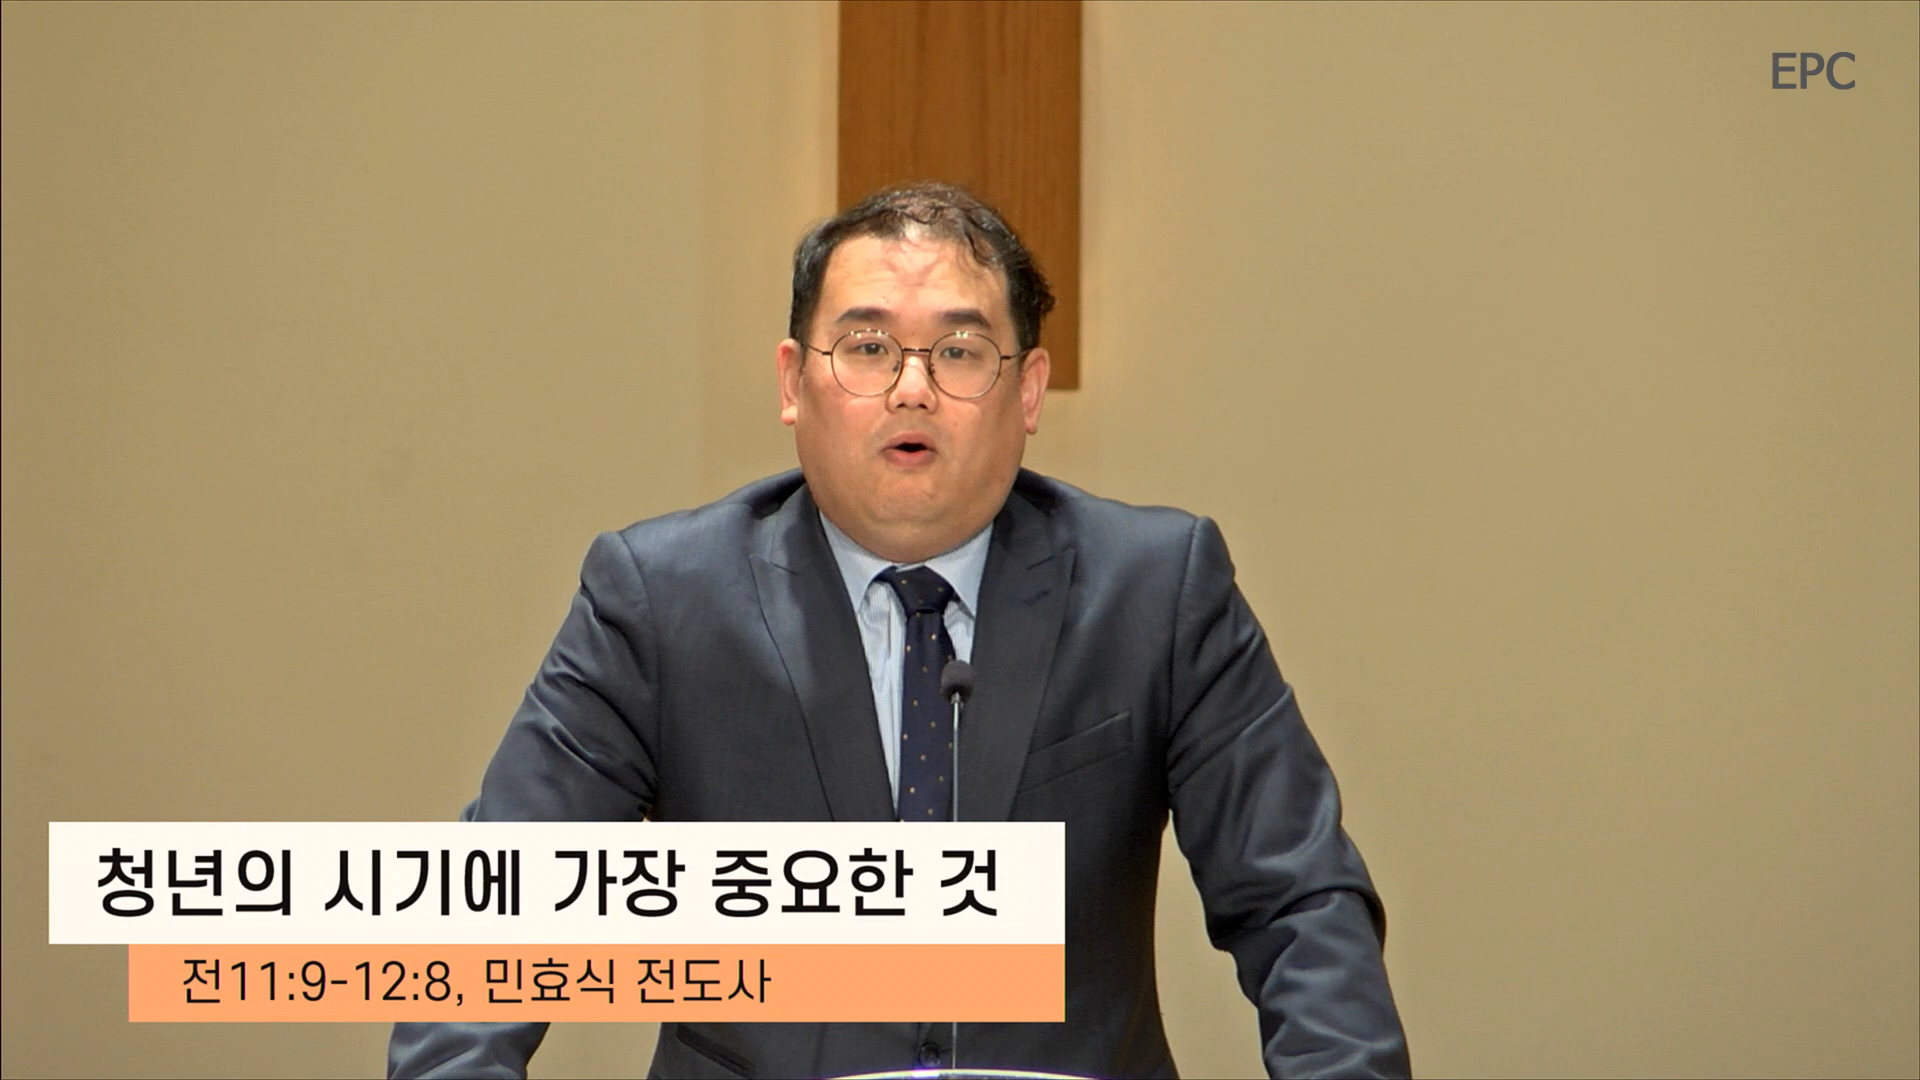 EPC
청년의 시기에 가장 중요한 것
전11:9-12:8, 민효식 전도사